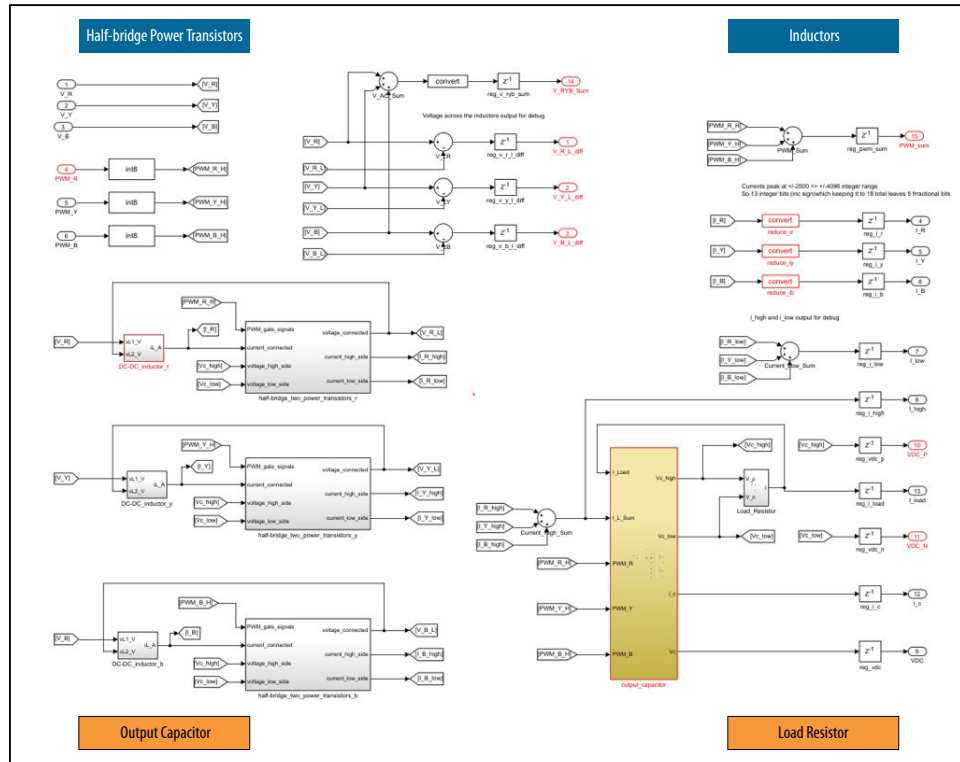 Half-bridge Power Transistors
Inductors
1
V_R
[V_R]
2
V_Y
[V_Y]
3
V_B
[V_B]
4
PWM_R
int8
[PWM_R_H]
5
PWM_Y
int8
[PWM_Y_H]
6
PWM_B
int8
[PWM_B_H]
V_AC_Sum
convert
z-1
reg_v_ryb_sum
14
V_RYB_Sum
Voltage across the inductors output for debug
[V_R]
[V_R_L]
z-1
reg_v_r_l_diff
1
V_R_L_diff
[V_Y]
[V_Y_L]
z-1
reg_v_y_l_diff
2
V_Y_L_diff
[V_B]
[V_B_L]
z-1
reg_v_b_l_diff
3
V_B_L_diff
[PWM_R_H]
[PWM_Y_H]
[PWM_B_H]
PWM_Sum
z-1
reg_pwm_sum
15
PWM_sum
Currents peak at +/-2500 => +/-4096 integer range
So 13 integer bits (inc sign)which keeping it to 18 total leaves 5 fractional bits
[I_R]
convert
reduce_ir
z-1
reg_i_r
4
I_R
[I_Y]
convert
reduce_iy
z-1
reg_i_y
5
I_Y
[I_B]
convert
reduce_ib
z-1
reg_i_b
6
I_B
i_high and i_low output for debug
[I_R_low]
[I_Y_low]
[I_B_low]
Current_Low_Sum
z-1
reg_i_low
7
I_low
z-1
reg_i_high
8
I_high
[V_R]
vL1_V
vL2_V
iL_A
DC-DC_inductor_r
[PWM_R_H]
[I_R]
[Vc_high]
[Vc_low]
PWM_gate_signals
current_connected
voltage_high_side
voltage_low_side
voltage_connected
current_high_side
current_low_side
half-bridge_two_power_transistors_r
[V_R_L]
[I_R_high]
[I_R_low]
[V_Y]
vL1_V
vL2_V
iL_A
DC-DC_inductor_y
[PWM_Y_H]
[I_Y]
[Vc_high]
[Vc_low]
PWM_gate_signals
current_connected
voltage_high_side
voltage_low_side
voltage_connected
current_high_side
current_low_side
half-bridge_two_power_transistors_y
[V_Y_L]
[I_Y_high]
[I_Y_low]
[V_B]
vL1_V
vL2_V
iL_A
DC-DC_inductor_b
[PWM_B_H]
[I_B]
[Vc_high]
[Vc_low]
PWM_gate_signals
current_connected
voltage_high_side
voltage_low_side
voltage_connected
current_high_side
current_low_side
half-bridge_two_power_transistors_b
[V_B_L]
[I_B_high]
[I_B_low]
[I_R_high]
[I_Y_high]
[I_B_high]
Current_High_Sum
[PWM_R_H]
[PWM_Y_H]
[PWM_B_H]
I_Load
I_L_Sum
PWM_R
PWM_Y
PWM_B
Vc_high
Vc_low
i_c
Vc
output_capacitor
[Vc_high]
[Vc_low]
V_p
V_n
i
Load_Resistor
[Vc_high]
z-1
reg_vdc_p
10
VDC_P
z-1
reg_i_load
13
I_load
[Vc_low]
z-1
reg_vdc_n
11
VDC_N
z-1
reg_i_c
12
I_c
z-1
reg_vdc
9
VDC
Output Capacitor
Load Resistor